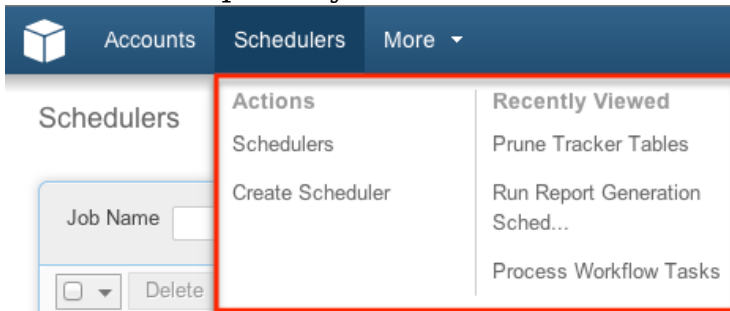 Accounts Schedulers More
Schedulers
Actions
Schedulers
Create Scheduler
Recently Viewed
Prune Tracker Tables
Run Report Generation
Sched...
Process Workflow Tasks
Job Name
Delete